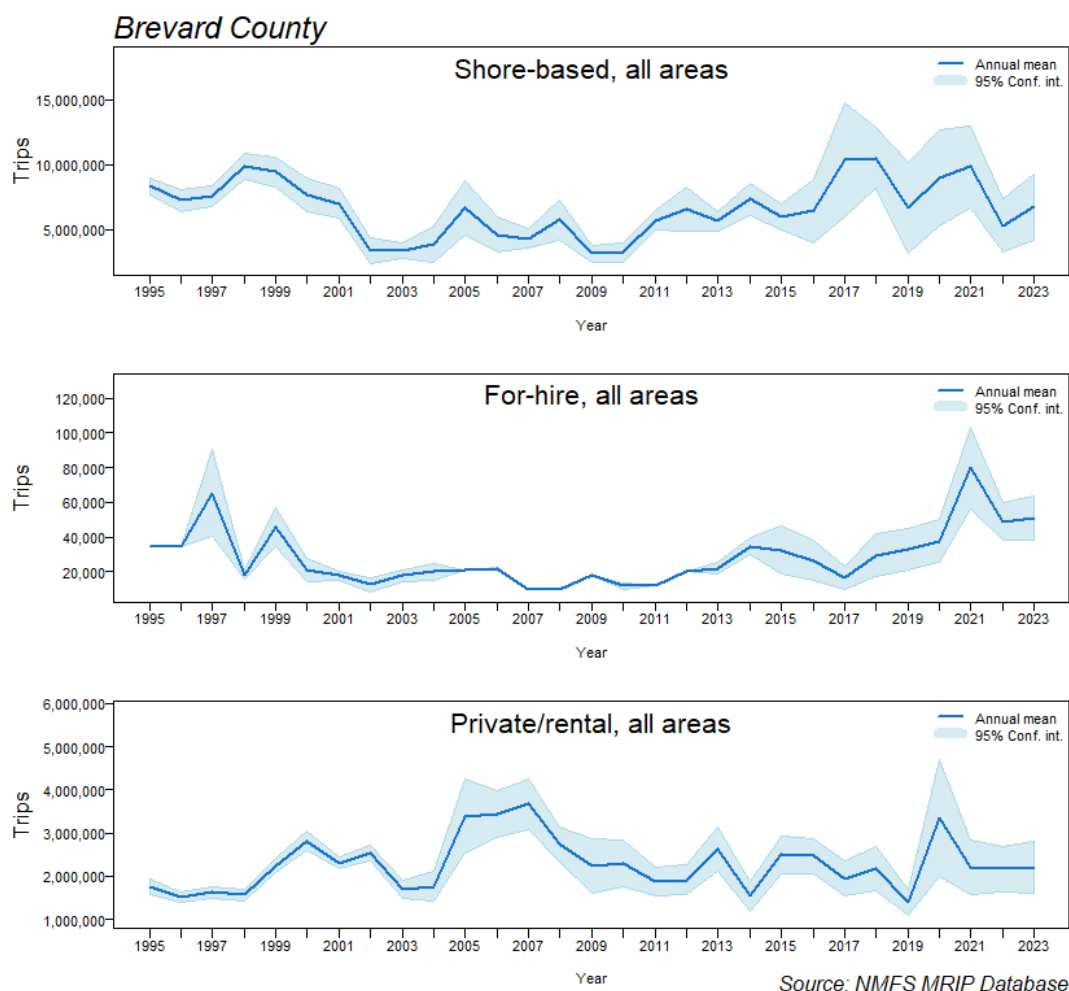 Brevard County
Shore-based, all areas
Annual mean
95% Conf. int.
Trips
15,000,000
10,000,000
5,000,000
1995 1997 1999 2001 2003 2005 2007 2009 2011 2013 2015 2017 2019 2021 2023
Year
For-hire, all areas
Annual mean
95% Conf. int.
Trips
120,000
100,000
80,000
60,000
40,000
20,000
1995 1997 1999 2001 2003 2005 2007 2009 2011 2013 2015 2017 2019 2021 2023
Year
Private/rental, all areas
Annual mean
95% Conf. int.
Trips
6,000,000
5,000,000
4,000,000
3,000,000
2,000,000
1,000,000
1995 1997 1999 2001 2003 2005 2007 2009 2011 2013 2015 2017 2019 2021 2023
Year
Source: NMFS MRIP Database